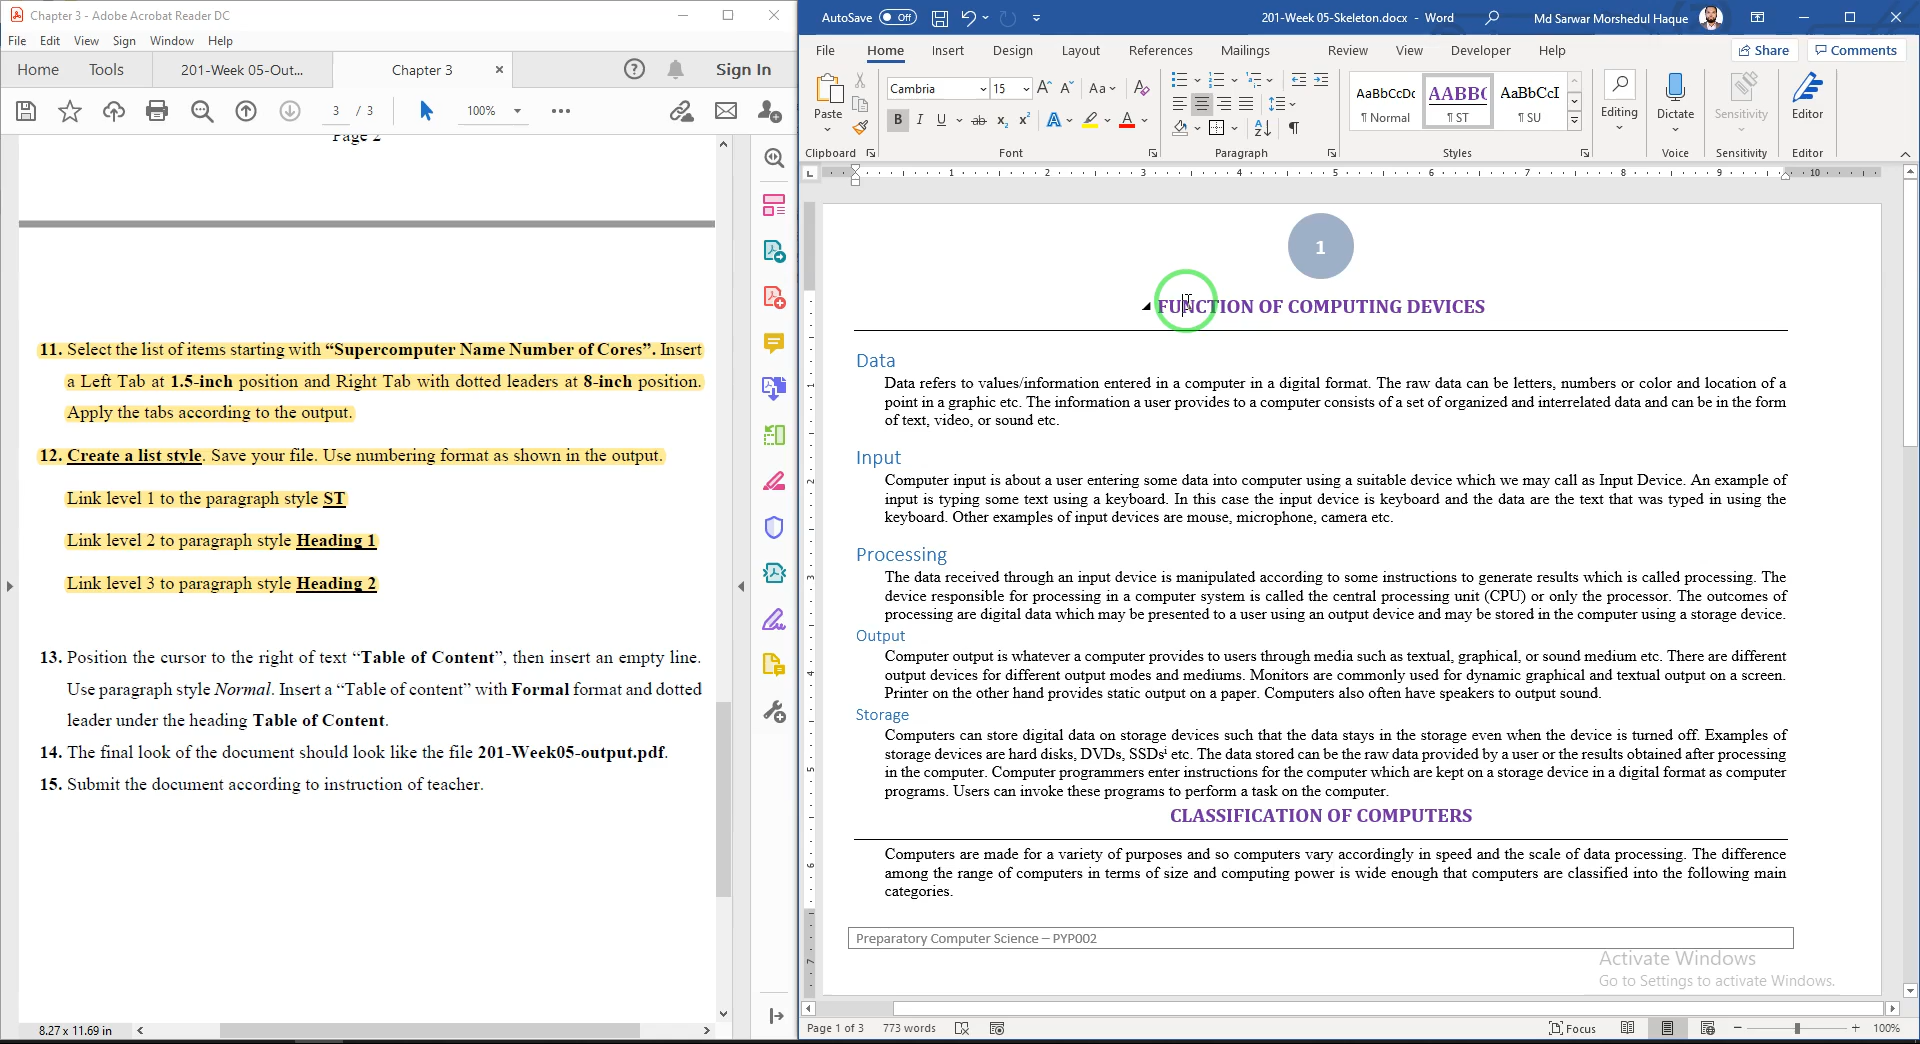 Chapter 3 - Adobe Acrobat Reader DC
File Edit View Sign Window Help
Home Tools 201-Week 05-Out... Chapter 3 × Sign In
3 / 3 100%
Page 2
11. Select the list of items starting with “Supercomputer Name Number of Cores”. Insert
a Left Tab at 1.5-inch position and Right Tab with dotted leaders at 8-inch position.
Apply the tabs according to the output.
12. Create a list style. Save your file. Use numbering format as shown in the output.
Link level 1 to the paragraph style ST
Link level 2 to paragraph style Heading 1
Link level 3 to paragraph style Heading 2
13. Position the cursor to the right of text “Table of Content”, then insert an empty line.
Use paragraph style Normal. Insert a “Table of content” with Formal format and dotted
leader under the heading Table of Content.
14. The final look of the document should look like the file 201-Week05-output.pdf.
15. Submit the document according to instruction of teacher.
8.27 x 11.69 in
AutoSave Off 201-Week 05-Skeleton.docx - Word Md Sarwar Morshedul Haque
File Home Insert Design Layout References Mailings Review View Developer Help Share Comments
Paste
Cambria 15 Aa
B I U ab x₂ x² A A
AaBbCcDc AABBC AaBbCcI
¶ Normal ¶ ST ¶ SU
Editing Dictate Sensitivity Editor
Clipboard Font Paragraph Styles Voice Sensitivity Editor
1 2 3 4 5 6 7 8 9 10
1
FUNCTION OF COMPUTING DEVICES
Data
Data refers to values/information entered in a computer in a digital format. The raw data can be letters, numbers or color and location of a
point in a graphic etc. The information a user provides to a computer consists of a set of organized and interrelated data and can be in the form
of text, video, or sound etc.
Input
Computer input is about a user entering some data into computer using a suitable device which we may call as Input Device. An example of
input is typing some text using a keyboard. In this case the input device is keyboard and the data are the text that was typed in using the
keyboard. Other examples of input devices are mouse, microphone, camera etc.
Processing
The data received through an input device is manipulated according to some instructions to generate results which is called processing. The
device responsible for processing in a computer system is called the central processing unit (CPU) or only the processor. The outcomes of
processing are digital data which may be presented to a user using an output device and may be stored in the computer using a storage device.
Output
Computer output is whatever a computer provides to users through media such as textual, graphical, or sound medium etc. There are different
output devices for different output modes and mediums. Monitors are commonly used for dynamic graphical and textual output on a screen.
Printer on the other hand provides static output on a paper. Computers also often have speakers to output sound.
Storage
Computers can store digital data on storage devices such that the data stays in the storage even when the device is turned off. Examples of
storage devices are hard disks, DVDs, SSDsⁱ etc. The data stored can be the raw data provided by a user or the results obtained after processing
in the computer. Computer programmers enter instructions for the computer which are kept on a storage device in a digital format as computer
programs. Users can invoke these programs to perform a task on the computer.
CLASSIFICATION OF COMPUTERS
Computers are made for a variety of purposes and so computers vary accordingly in speed and the scale of data processing. The difference
among the range of computers in terms of size and computing power is wide enough that computers are classified into the following main
categories.
Preparatory Computer Science – PYP002
Activate Windows
Go to Settings to activate Windows.
Page 1 of 3 773 words Focus 100%